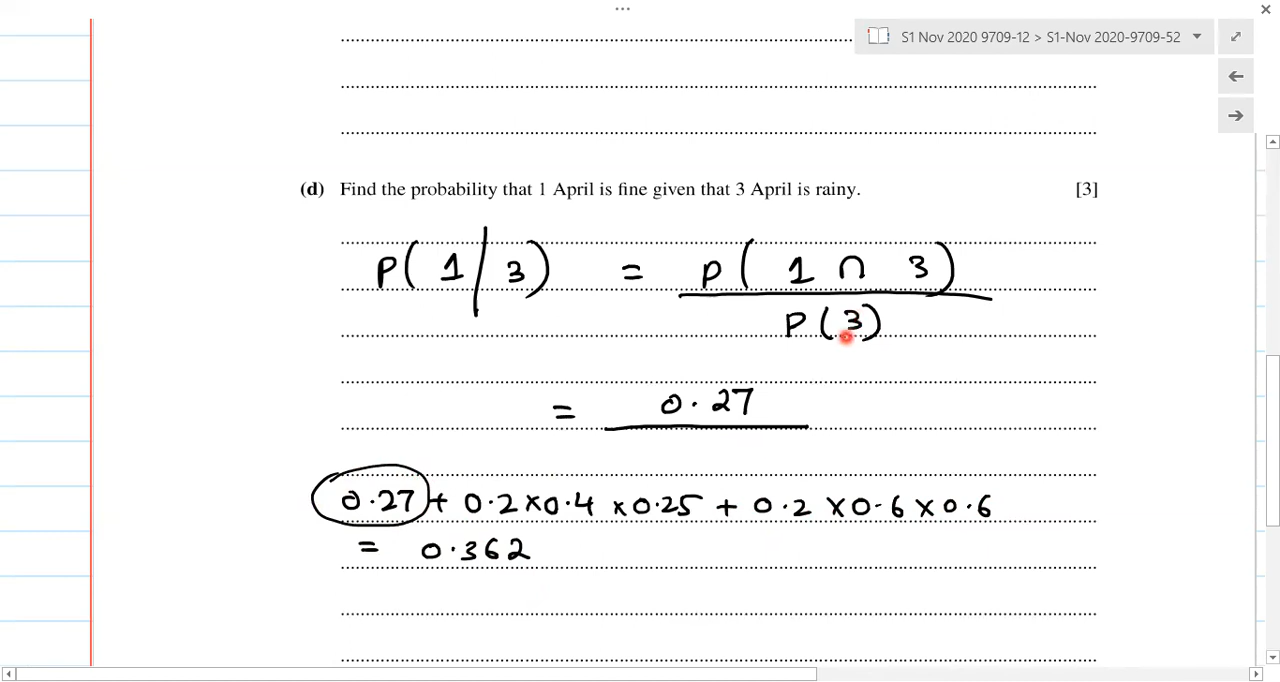 S1 Nov 2020 9709-12 > S1-Nov 2020-9709-52
(d) Find the probability that 1 April is fine given that 3 April is rainy. [3]
P( 1 / 3 ) = P( 1 ∩ 3 )
P(3)
= 0.27
0.27 + 0.2 × 0.4 × 0.25 + 0.2 × 0.6 × 0.6
= 0.362